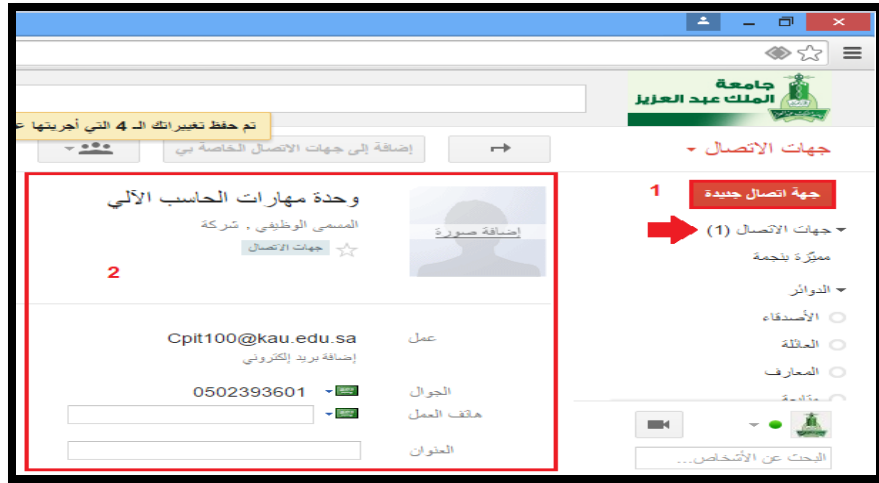 جامعة
الملك عبد العزيز
تم حفظ تغييراتك الـ 4 التي أجريتها
جهات الاتصال
إضافة إلى جهات الاتصال الخاصة بي
1
جهة اتصال جديدة
جهات الاتصال (1)
مميّزة بنجمة
الدوائر
الأصدقاء
العائلة
المعارف
البحث عن الأشخاص...
إضافة صورة
وحدة مهارات الحاسب الآلي
المسمى الوظيفي , شركة
جهات الاتصال
2
عمل
Cpit100@kau.edu.sa
إضافة بريد إلكتروني
الجوال
0502393601
هاتف العمل
العنوان